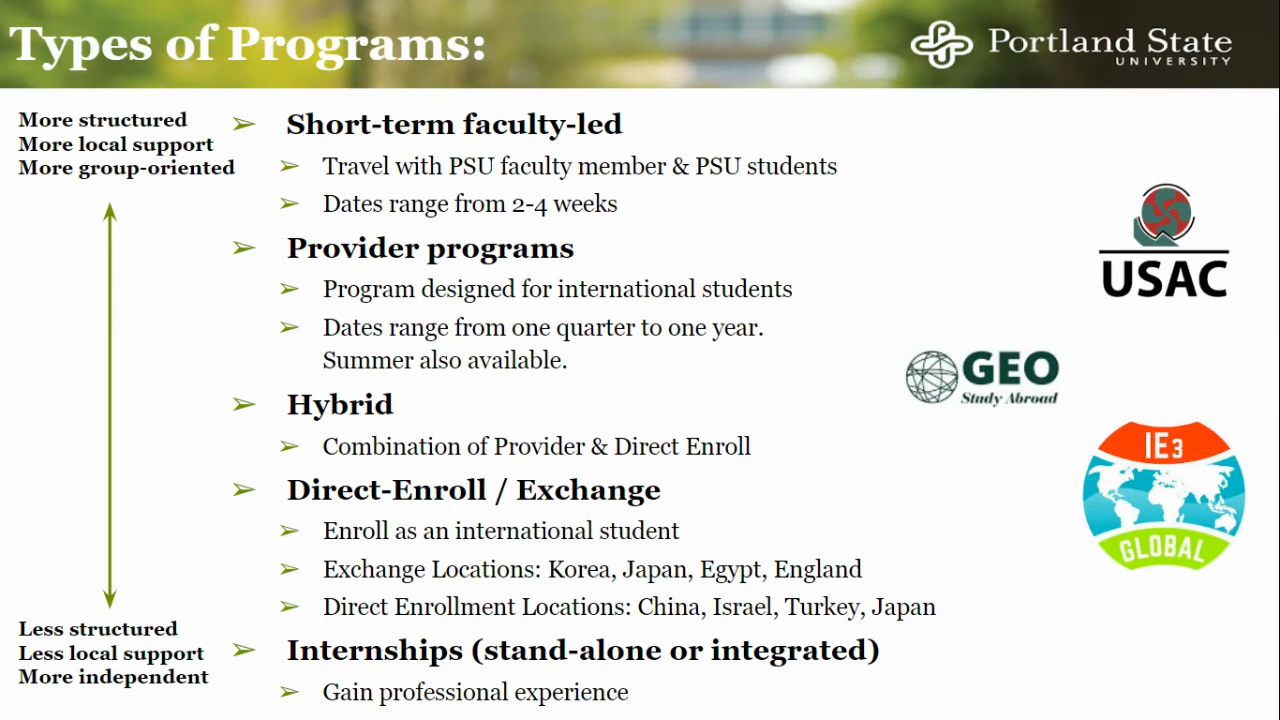 Types of Programs:
Portland State
UNIVERSITY
More structured
More local support
More group-oriented
➢ Short-term faculty-led
➢ Travel with PSU faculty member & PSU students
➢ Dates range from 2-4 weeks
➢ Provider programs
➢ Program designed for international students
➢ Dates range from one quarter to one year.
Summer also available.
➢ Hybrid
➢ Combination of Provider & Direct Enroll
➢ Direct-Enroll / Exchange
➢ Enroll as an international student
➢ Exchange Locations: Korea, Japan, Egypt, England
➢ Direct Enrollment Locations: China, Israel, Turkey, Japan
Less structured
Less local support
More independent
➢ Internships (stand-alone or integrated)
➢ Gain professional experience
USAC
GEO
Study Abroad
IE3
GLOBAL